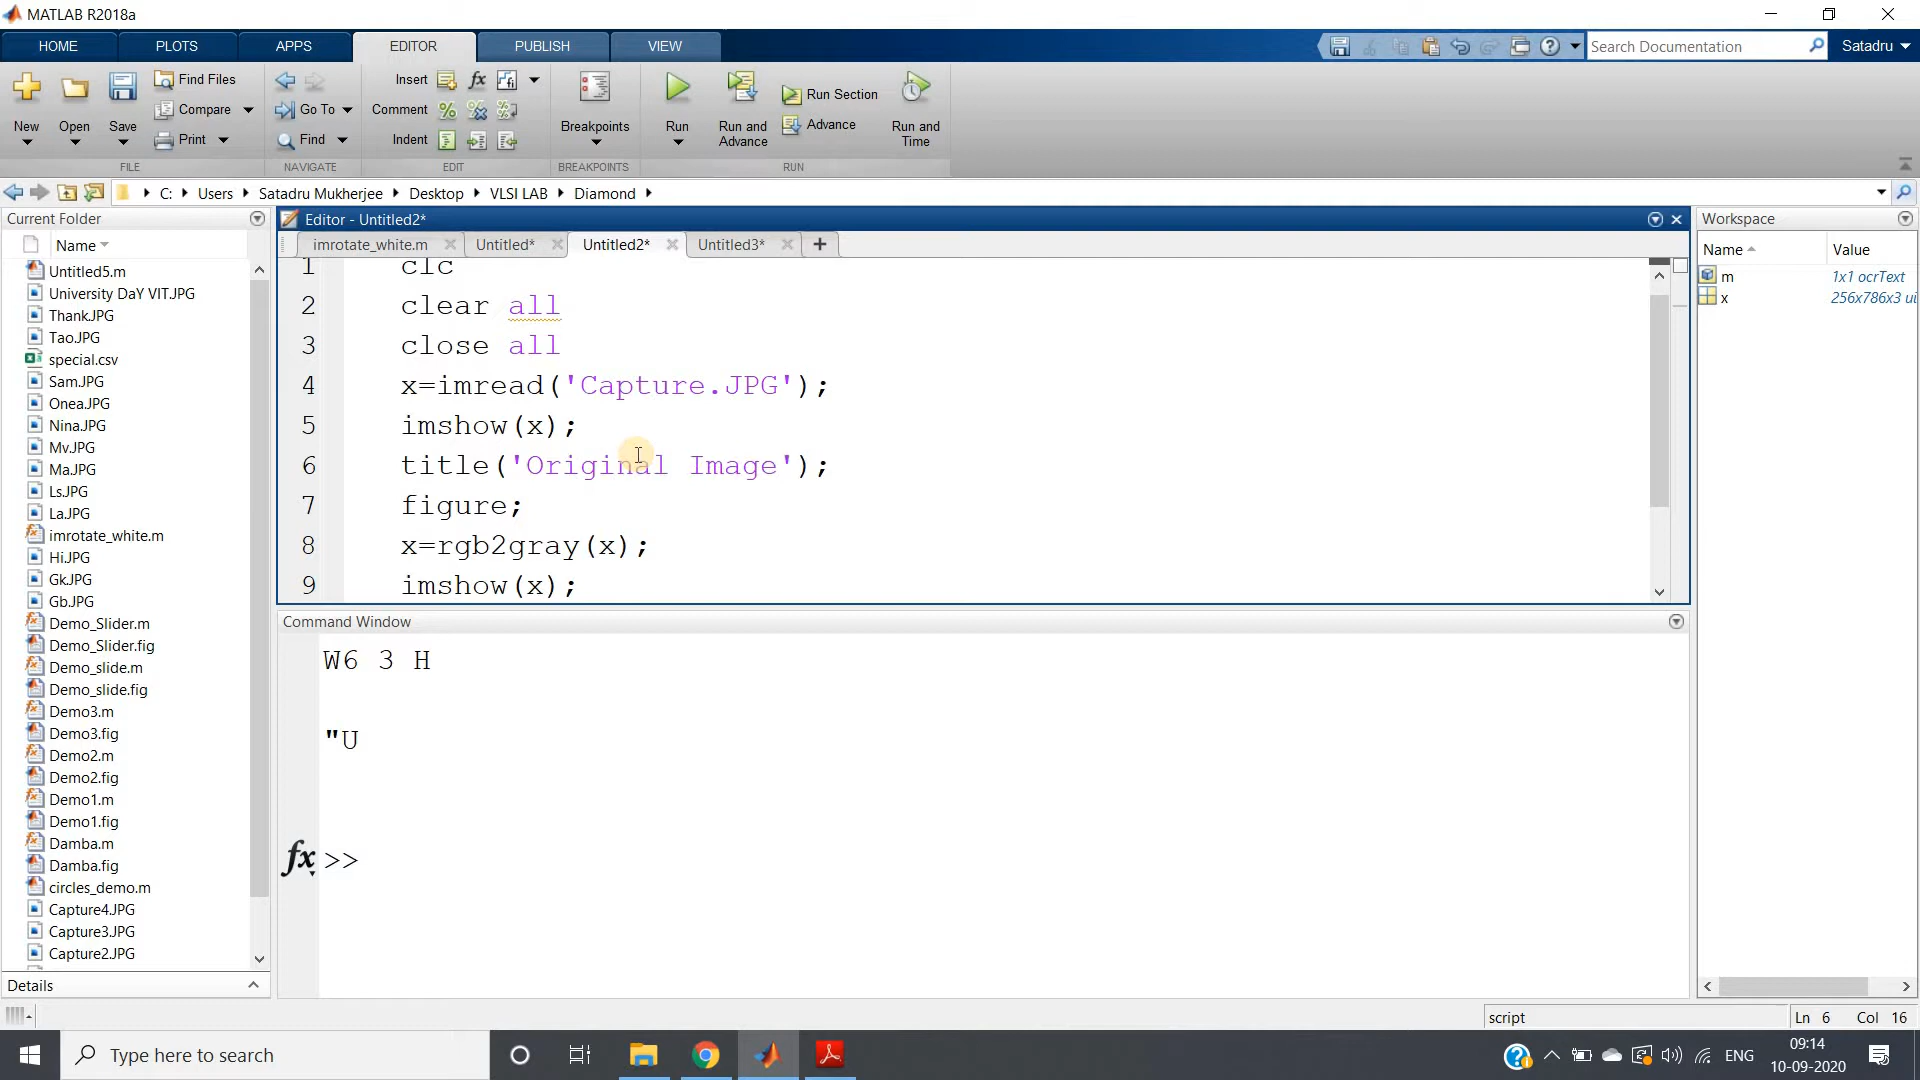 MATLAB R2018a
HOME PLOTS APPS EDITOR PUBLISH VIEW Search Documentation Satadru
Find Files Insert fx
New Open Save Compare Go To Comment Breakpoints Run Run and Advance Run Section Advance Run and Time
Print Find Indent
FILE NAVIGATE EDIT BREAKPOINTS RUN
C: Users Satadru Mukherjee Desktop VLSI LAB Diamond
Current Folder
Name
Untitled5.m
University DaY VIT.JPG
Thank.JPG
Tao.JPG
special.csv
Sam.JPG
Onea.JPG
Nina.JPG
Mv.JPG
Ma.JPG
Ls.JPG
La.JPG
imrotate_white.m
Hi.JPG
Gk.JPG
Gb.JPG
Demo_Slider.m
Demo_Slider.fig
Demo_slide.m
Demo_slide.fig
Demo3.m
Demo3.fig
Demo2.m
Demo2.fig
Demo1.m
Demo1.fig
Damba.m
Damba.fig
circles_demo.m
Capture4.JPG
Capture3.JPG
Capture2.JPG
Details
Editor - Untitled2*
imrotate_white.m Untitled* Untitled2* Untitled3*
1 clc
2 clear all
3 close all
4 x=imread('Capture.JPG');
5 imshow(x);
6 title('Original Image');
7 figure;
8 x=rgb2gray(x);
9 imshow(x);
Command Window
W6 3 H
"U
fx >>
Workspace
Name Value
m 1x1 ocrText
x 256x786x3 ui
script Ln 6 Col 16
Type here to search
ENG
09:14
10-09-2020